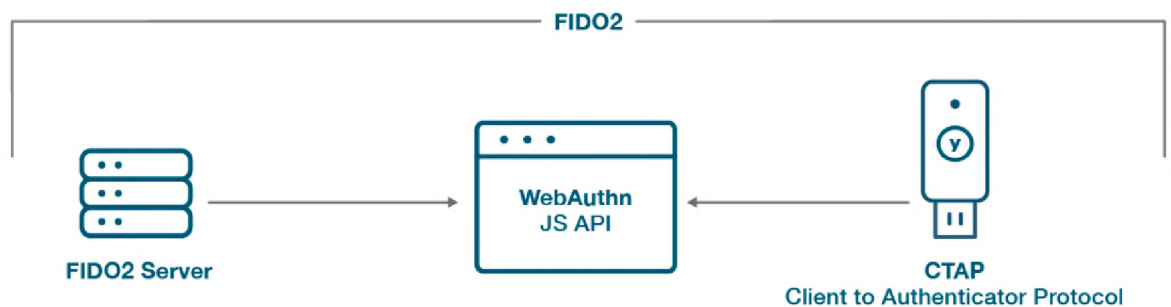 FIDO2
y
WebAuthn
JS API
FIDO2 Server
CTAP
Client to Authenticator Protocol